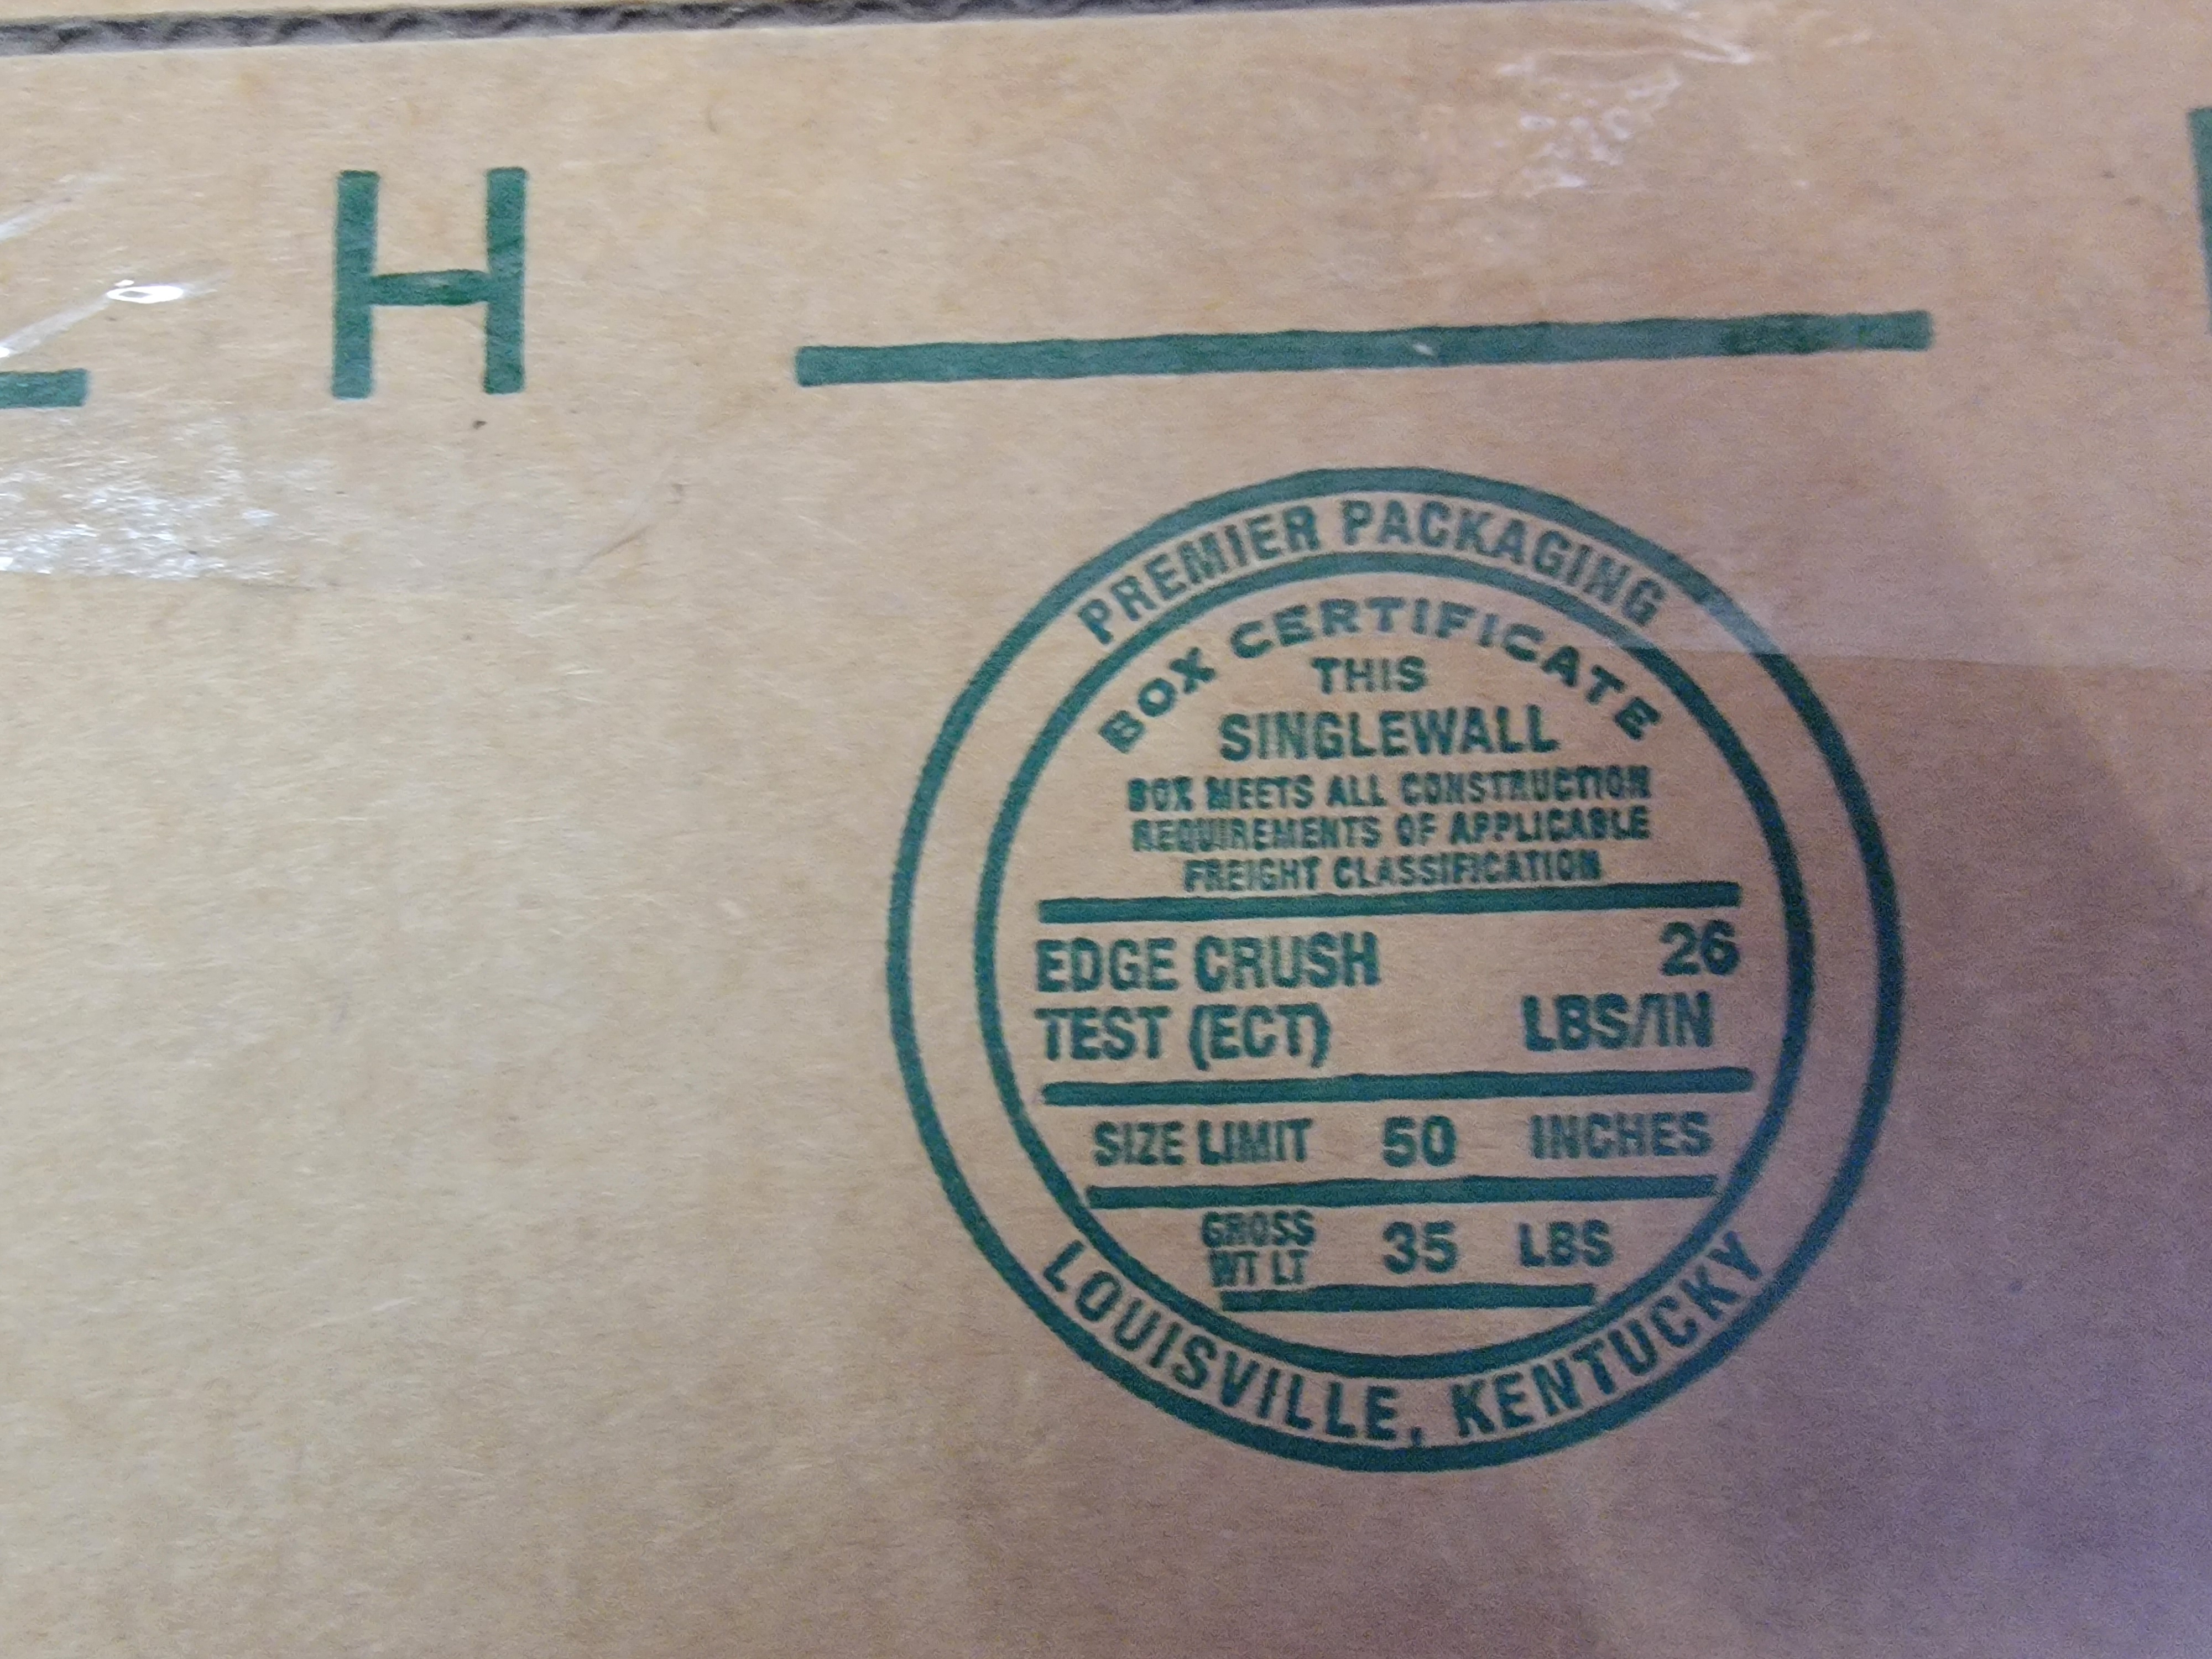 H
PREMIER PACKAGING
BOX CERTIFICATE
THIS
SINGLEWALL
BOX MEETS ALL CONSTRUCTION
REQUIREMENTS OF APPLICABLE
FREIGHT CLASSIFICATION
EDGE CRUSH 26
TEST (ECT) LBS/IN
SIZE LIMIT 50 INCHES
GROSS
WT LT 35 LBS
LOUISVILLE, KENTUCKY